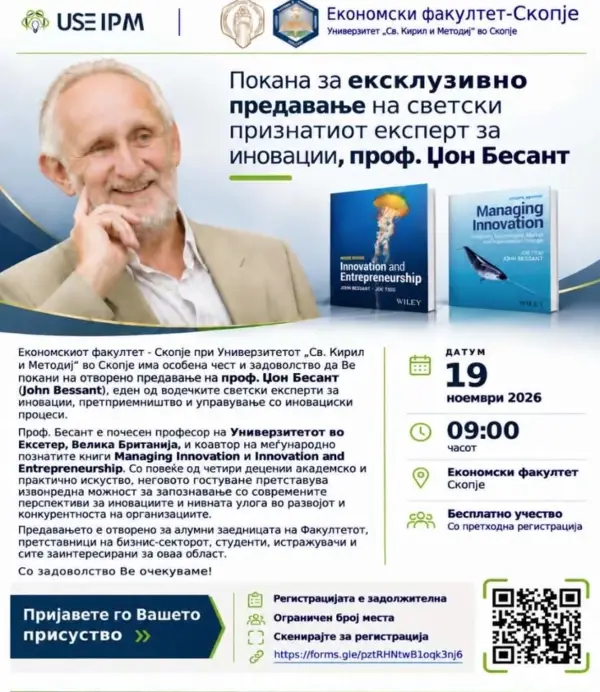 USE IPM
Економски факултет-Скопје
Универзитет „Св. Кирил и Методиј" во Скопје
Покана за ексклузивно
предавање на светски
признатиот експерт за
иновации, проф. Џон Бесант
Innovation and
Entrepreneurship
JOHN BESSANT · JOE TIDD
WILEY
Managing
Innovation
JOE TIDD
JOHN BESSANT
WILEY
Економскиот факултет - Скопје при Универзитетот „Св. Кирил
и Методиј" во Скопје има особена чест и задоволство да Ве
покани на отворено предавање на проф. Џон Бесант
(John Bessant), еден од водечките светски експерти за
иновации, претприемништво и управување со иновациски
процеси.
Проф. Бесант е почесен професор на Универзитетот во
Ексетер, Велика Британија, и коавтор на меѓународно
познатите книги Managing Innovation и Innovation and
Entrepreneurship. Со повеќе од четири децении академско и
практично искуство, неговото гостување претставува
извонредна можност за запознавање со современите
перспективи за иновациите и нивната улога во развојот и
конкурентноста на организациите.
Предавањето е отворено за алумни заедницата на Факултетот,
претставници на бизнис-секторот, студенти, истражувачи и
сите заинтересирани за оваа област.
Со задоволство Ве очекуваме!
ДАТУМ
19
ноември 2026
09:00
часот
Економски факултет
Скопје
Бесплатно учество
Со претходна регистрација
Пријавете го Вашето
присуство »
Регистрацијата е задолжителна
Ограничен број места
Скенирајте за регистрација
https://forms.gle/pztRHNtwB1oqk3nj6